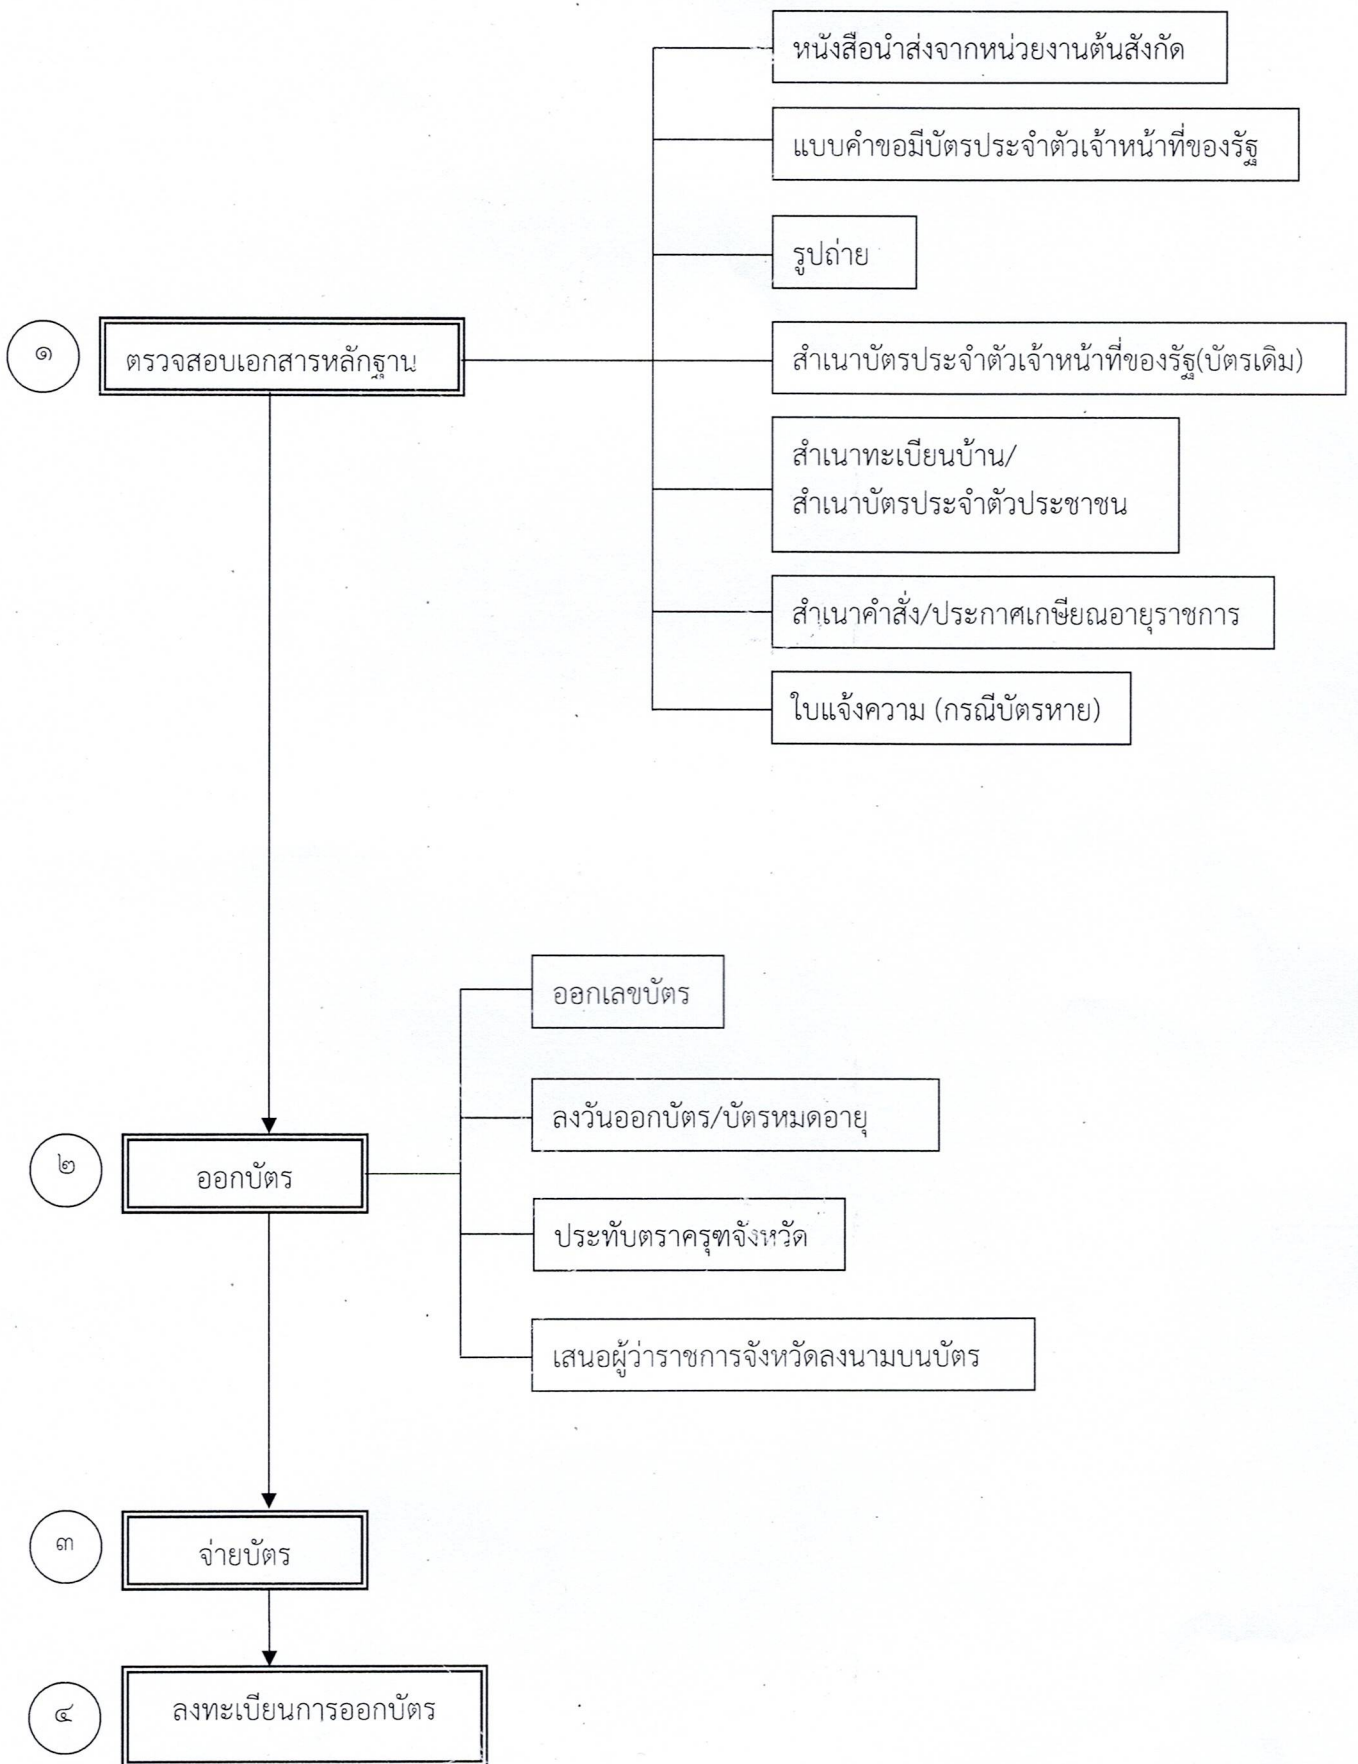 หนังสือนำส่งจากหน่วยงานต้นสังกัด
แบบคำขอมีบัตรประจำตัวเจ้าหน้าที่ของรัฐ
รูปถ่าย
๑
ตรวจสอบเอกสารหลักฐาน
สำเนาบัตรประจำตัวเจ้าหน้าที่ของรัฐ(บัตรเดิม)
สำเนาทะเบียนบ้าน/
สำเนาบัตรประจำตัวประชาชน
สำเนาคำสั่ง/ประกาศเกษียณอายุราชการ
ใบแจ้งความ (กรณีบัตรหาย)
ออกเลขบัตร
ลงวันออกบัตร/บัตรหมดอายุ
๒
ออกบัตร
ประทับตราครุฑจังหวัด
เสนอผู้ว่าราชการจังหวัดลงนามบนบัตร
๓
จ่ายบัตร
๔
ลงทะเบียนการออกบัตร